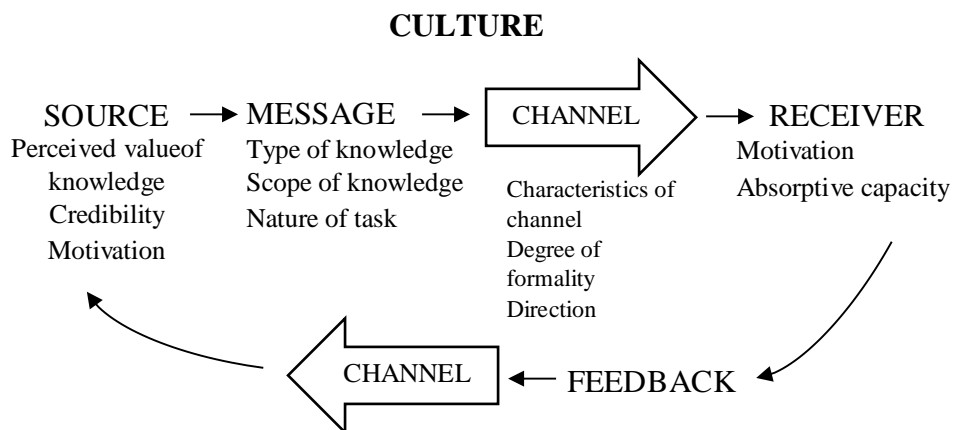 CULTURE
SOURCE
Perceived valueof
knowledge
Credibility
Motivation
MESSAGE
Type of knowledge
Scope of knowledge
Nature of task
CHANNEL
Characteristics of
channel
Degree of
formality
Direction
RECEIVER
Motivation
Absorptive capacity
FEEDBACK
CHANNEL